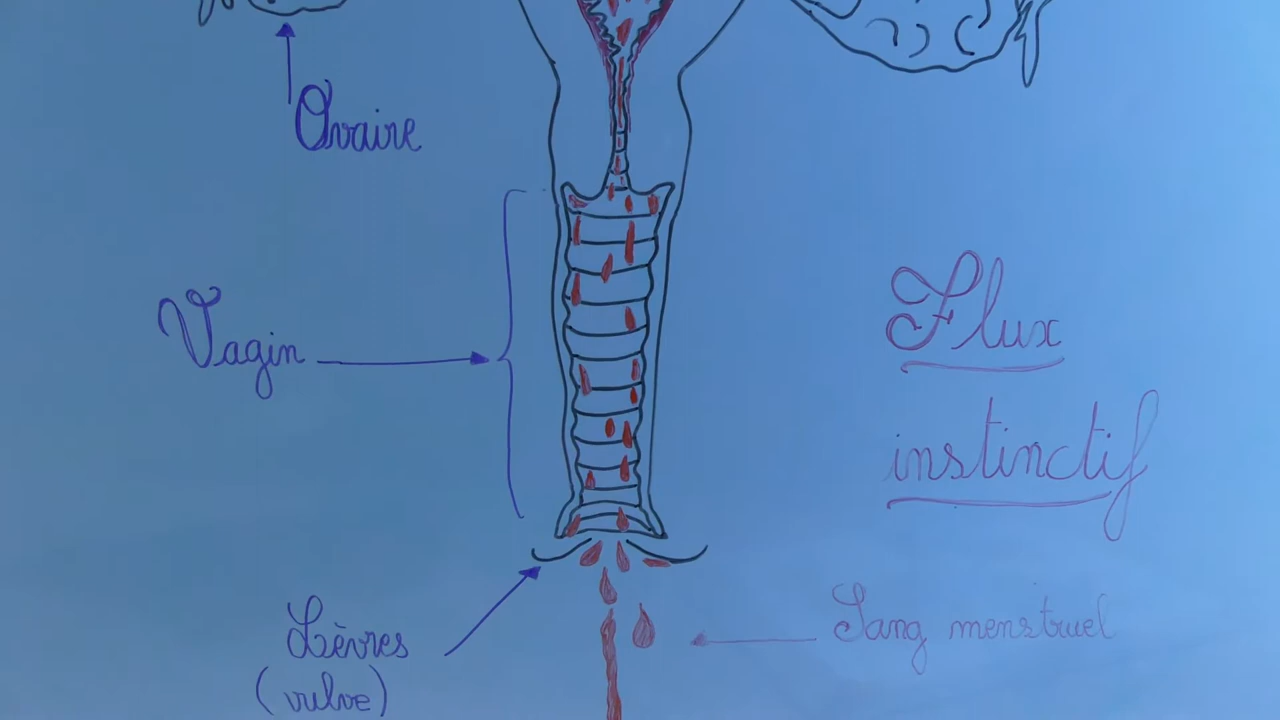 Ovaire
Vagin
Flux
instinctif
Lèvres
(vulve)
Sang menstruel